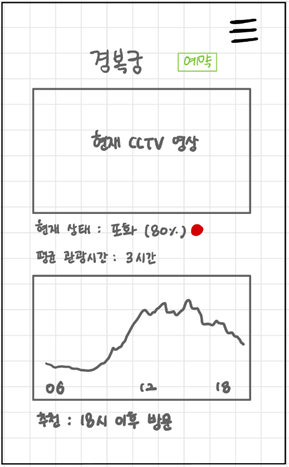 경복궁 예약
현재 CCTV 영상
현재 상태 : 포화 (80%)
평균 관광시간 : 3시간
06 12 18
추천 : 18시 이후 방문